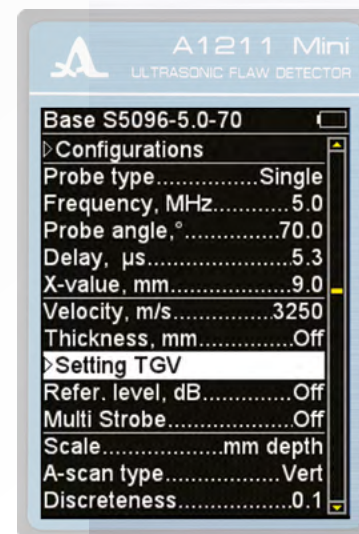 A1211 Mini
ULTRASONIC FLAW DETECTOR
Base S5096-5.0-70
Configurations
Probe type................Single
Frequency, MHz............5.0
Probe angle,°...............70.0
Delay, µs.....................5.3
X-value, mm.................9.0
Velocity, m/s...............3250
Thickness, mm..............Off
Setting TGV
Refer. level, dB..............Off
Multi Strobe..................Off
Scale..................mm depth
A-scan type.................Vert
Discreteness.................0.1